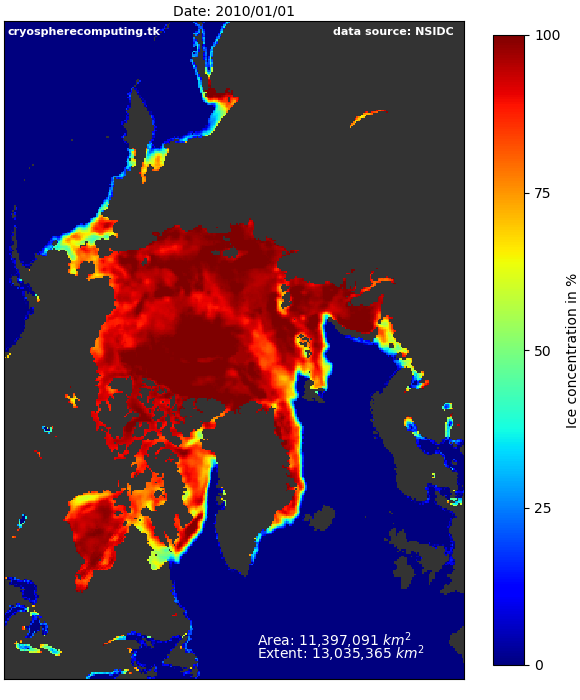 Date: 2010/01/01
cryospherecomputing.tk
data source: NSIDC
100
75
50
25
0
Ice concentration in %
Area: 11,397,091 km²
Extent: 13,035,365 km²